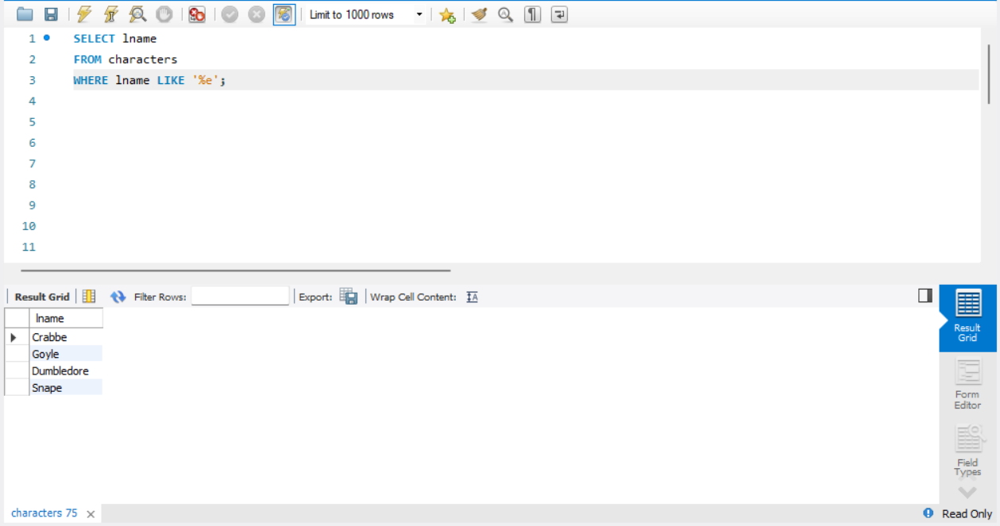 Limit to 1000 rows
1 SELECT lname
2 FROM characters
3 WHERE lname LIKE '%e';
4
5
6
7
8
9
10
11
Result Grid Filter Rows: Export: Wrap Cell Content: IA
lname
Crabbe
Goyle
Dumbledore
Snape
Result
Grid
Form
Editor
Field
Types
characters 75 ×
Read Only